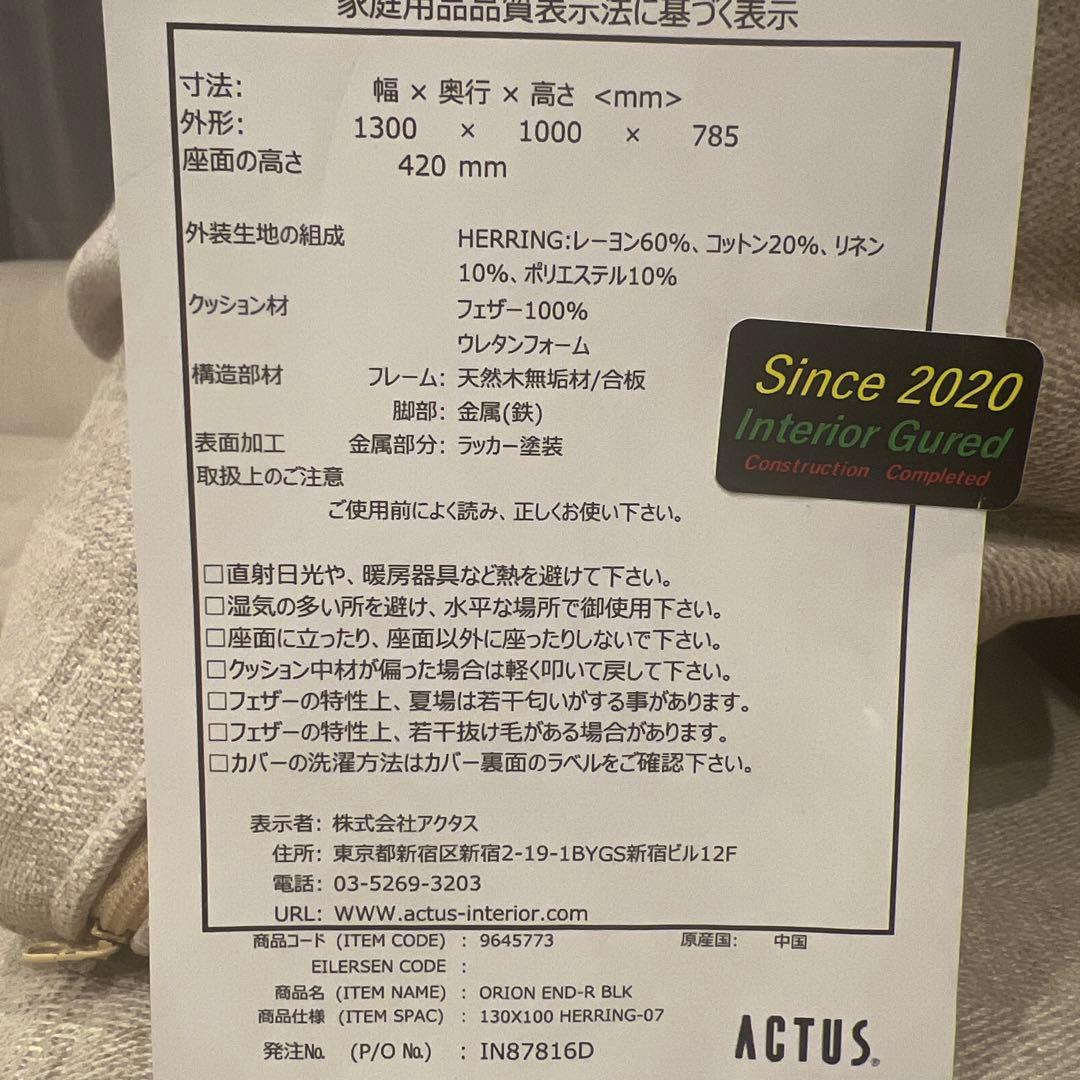 家庭用品品質表示法に基づく表示
寸法: 幅 × 奥行 × 高さ <mm>
外形: 1300 × 1000 × 785
座面の高さ 420 mm
外装生地の組成 HERRING:レーヨン60%、コットン20%、リネン
10%、ポリエステル10%
クッション材 フェザー100%
ウレタンフォーム
構造部材 フレーム: 天然木無垢材/合板
脚部: 金属(鉄)
表面加工 金属部分: ラッカー塗装
取扱上のご注意
ご使用前によく読み、正しくお使い下さい。
□直射日光や、暖房器具など熱を避けて下さい。
□湿気の多い所を避け、水平な場所で御使用下さい。
□座面に立ったり、座面以外に座ったりしないで下さい。
□クッション中材が偏った場合は軽く叩いて戻して下さい。
□フェザーの特性上、夏場は若干匂いがする事があります。
□フェザーの特性上、若干抜け毛がある場合があります。
□カバーの洗濯方法はカバー裏面のラベルをご確認下さい。
表示者: 株式会社アクタス
住所: 東京都新宿区新宿2-19-1BYGS新宿ビル12F
電話: 03-5269-3203
URL: WWW.actus-interior.com
商品コード (ITEM CODE) : 9645773 原産国: 中国
EILERSEN CODE :
商品名 (ITEM NAME) : ORION END-R BLK
商品仕様 (ITEM SPAC) : 130X100 HERRING-07
発注№ (P/O №) : IN87816D
ACTUS®
Since 2020
Interior Gured
Construction Completed